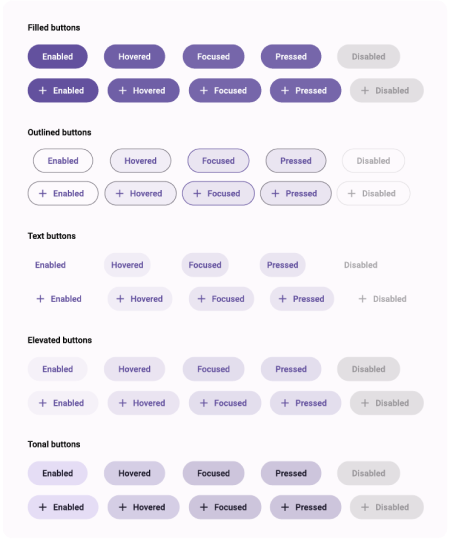 Filled buttons
Enabled Hovered Focused Pressed Disabled
+ Enabled + Hovered + Focused + Pressed + Disabled
Outlined buttons
Enabled Hovered Focused Pressed Disabled
+ Enabled + Hovered + Focused + Pressed + Disabled
Text buttons
Enabled Hovered Focused Pressed Disabled
+ Enabled + Hovered + Focused + Pressed + Disabled
Elevated buttons
Enabled Hovered Focused Pressed Disabled
+ Enabled + Hovered + Focused + Pressed + Disabled
Tonal buttons
Enabled Hovered Focused Pressed Disabled
+ Enabled + Hovered + Focused + Pressed + Disabled